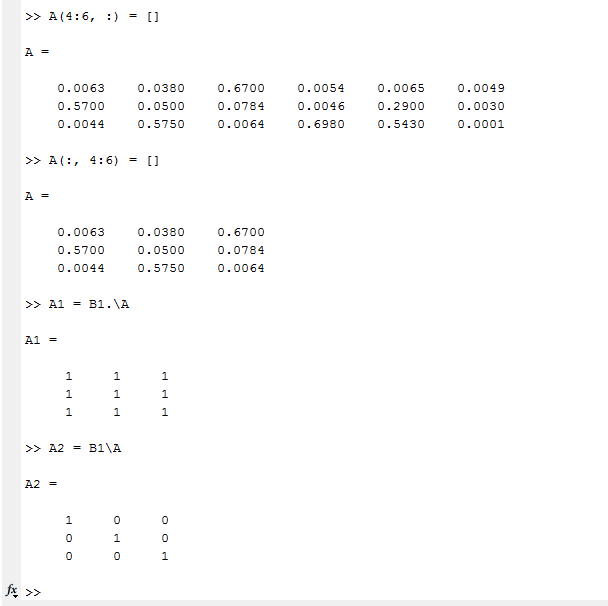 >> A(4:6, :) = []
A =
0.0063 0.0380 0.6700 0.0054 0.0065 0.0049
0.5700 0.0500 0.0784 0.0046 0.2900 0.0030
0.0044 0.5750 0.0064 0.6980 0.5430 0.0001
>> A(:, 4:6) = []
A =
0.0063 0.0380 0.6700
0.5700 0.0500 0.0784
0.0044 0.5750 0.0064
>> A1 = B1.\A
A1 =
1 1 1
1 1 1
1 1 1
>> A2 = B1\A
A2 =
1 0 0
0 1 0
0 0 1
fx >>